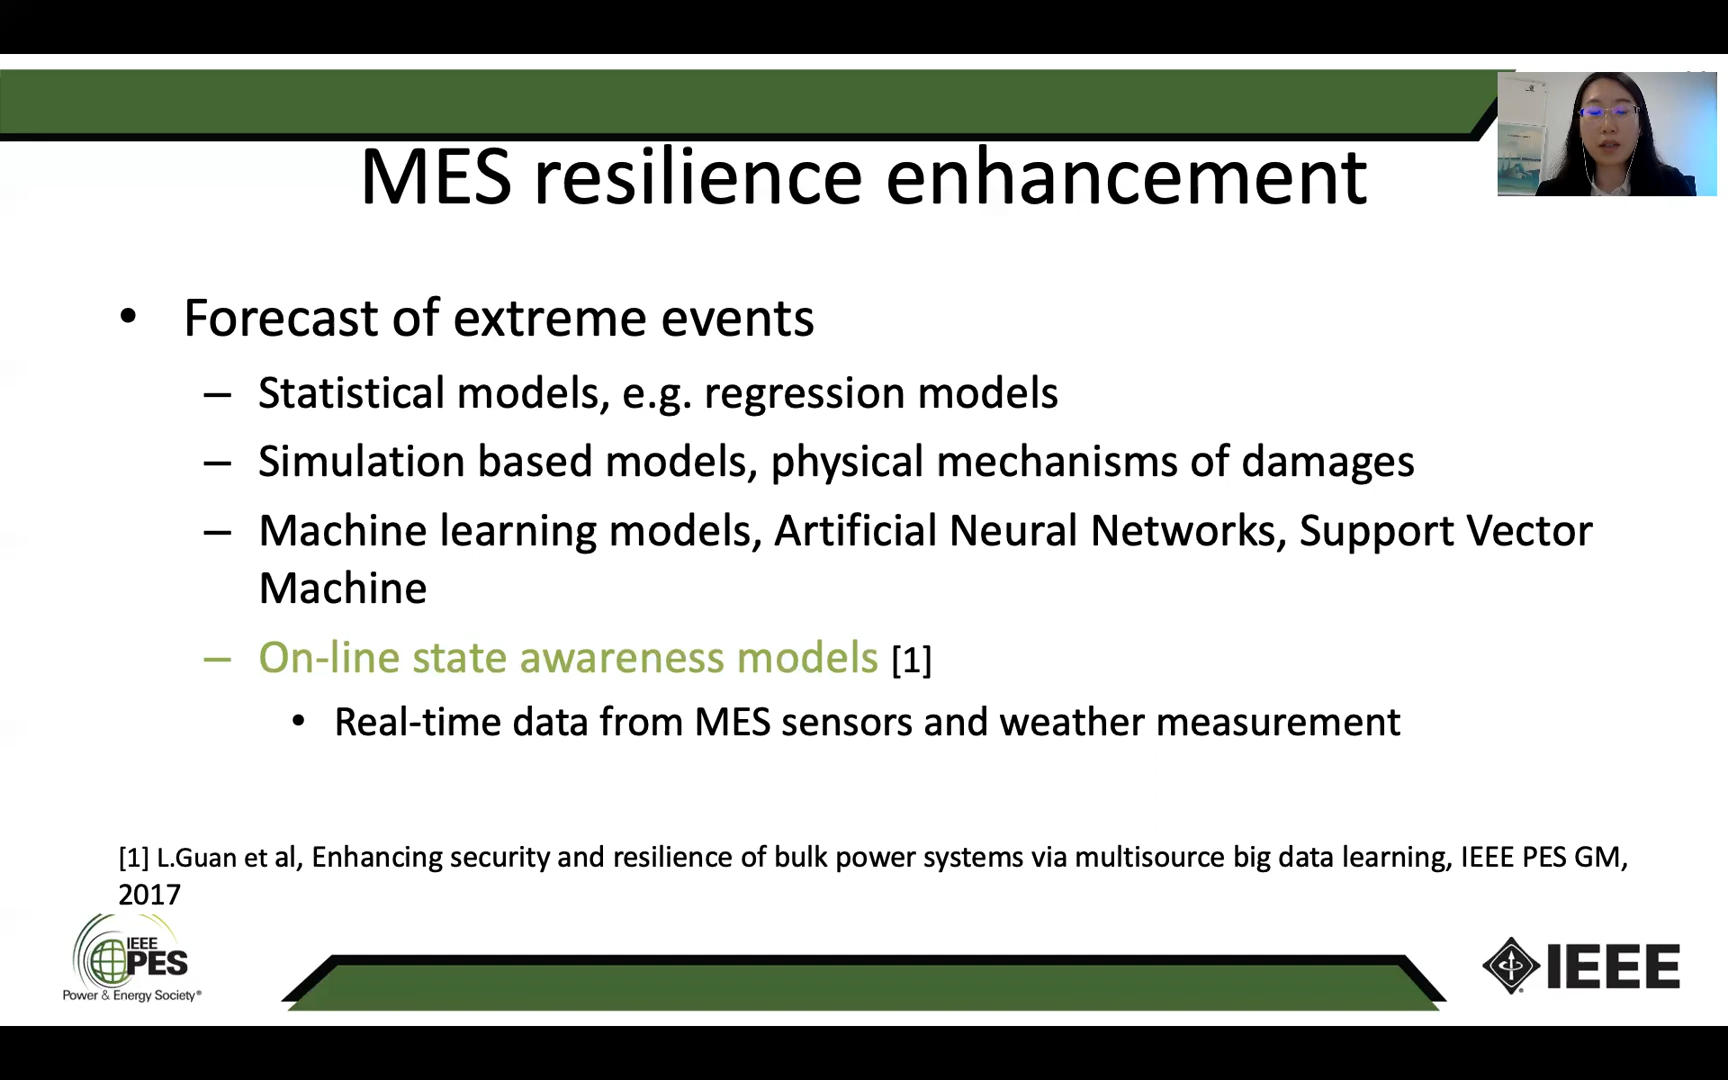 MES resilience enhancement
• Forecast of extreme events
– Statistical models, e.g. regression models
– Simulation based models, physical mechanisms of damages
– Machine learning models, Artificial Neural Networks, Support Vector
Machine
– On-line state awareness models [1]
• Real-time data from MES sensors and weather measurement
[1] L.Guan et al, Enhancing security and resilience of bulk power systems via multisource big data learning, IEEE PES GM,
2017
IEEE
PES
Power & Energy Society®
IEEE